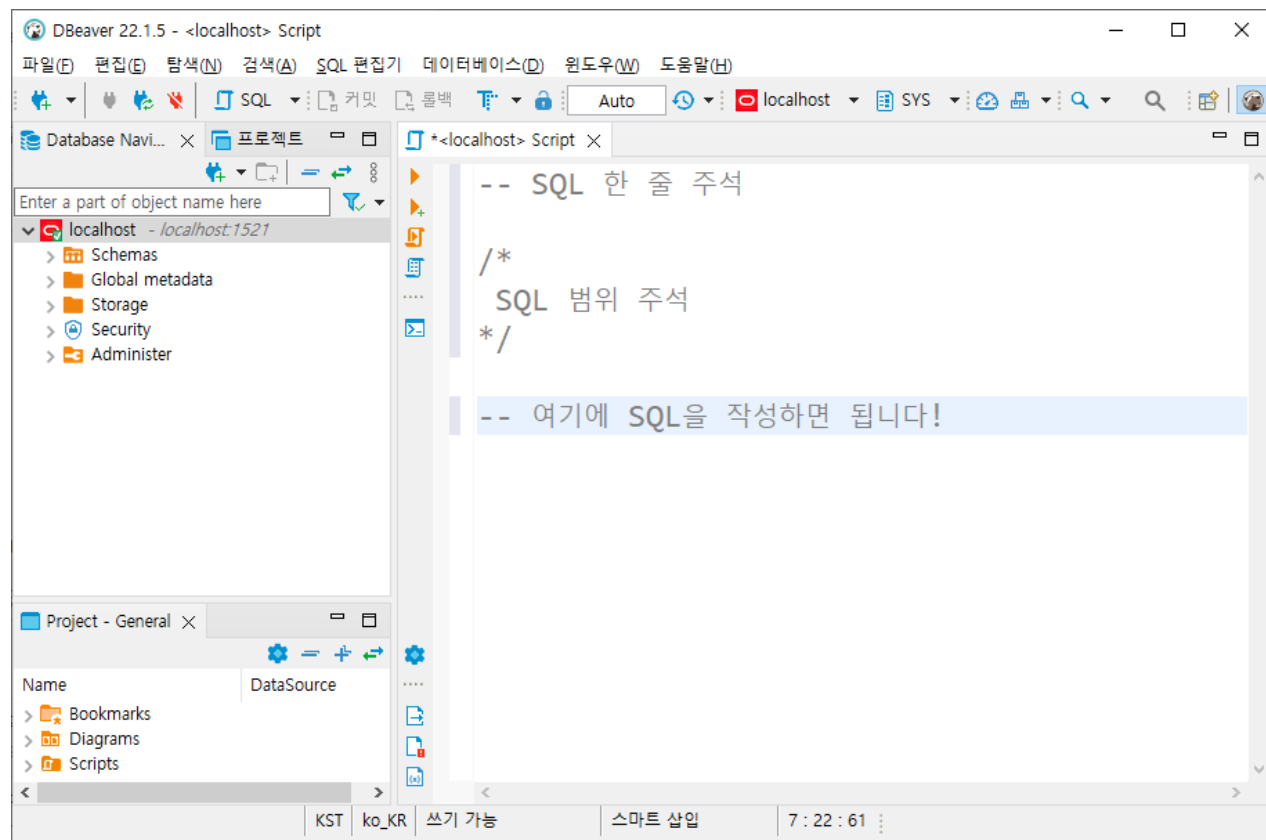 DBeaver 22.1.5 - <localhost> Script
파일(F) 편집(E) 탐색(N) 검색(A) SQL 편집기 데이터베이스(D) 윈도우(W) 도움말(H)
SQL 커밋 롤백 Auto localhost SYS
Database Navi... 프로젝트
*<localhost> Script
Enter a part of object name here
localhost - localhost:1521
Schemas
Global metadata
Storage
Security
Administer
-- SQL 한 줄 주석
/*
SQL 범위 주석
*/
-- 여기에 SQL을 작성하면 됩니다!
Project - General
Name DataSource
Bookmarks
Diagrams
Scripts
KST ko_KR 쓰기 가능 스마트 삽입 7 : 22 : 61